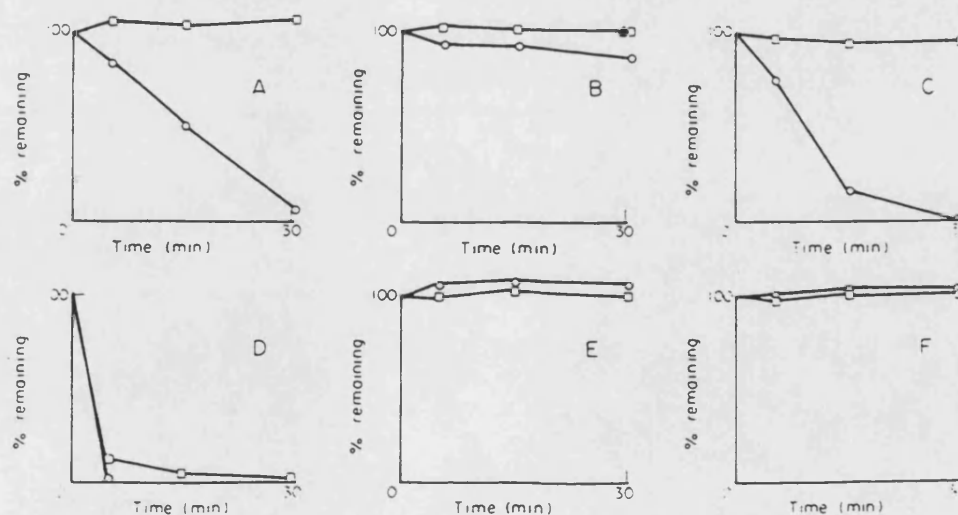 100
% remaining
A
0
30
Time (min)
100
% remaining
B
0
30
Time (min)
100
% remaining
C
Time (min)
% remaining
D
30
Time (min)
100
% remaining
E
0
30
Time (min)
100
% remaining
F
Time (min)